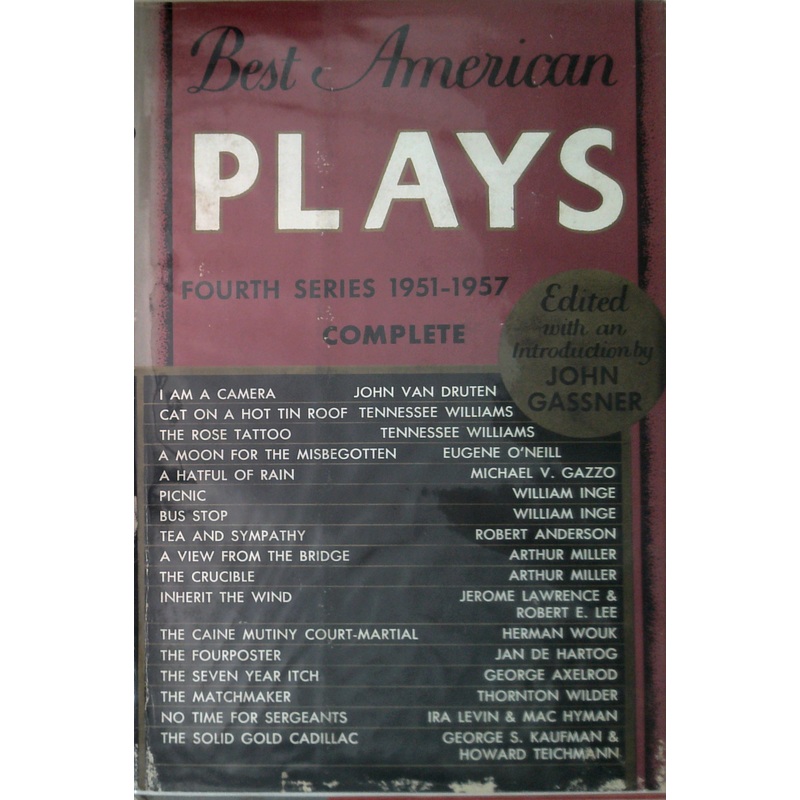 Best American
PLAYS
FOURTH SERIES 1951-1957
COMPLETE
Edited
with an
Introduction by
JOHN
GASSNER
I AM A CAMERA JOHN VAN DRUTEN
CAT ON A HOT TIN ROOF TENNESSEE WILLIAMS
THE ROSE TATTOO TENNESSEE WILLIAMS
A MOON FOR THE MISBEGOTTEN EUGENE O'NEILL
A HATFUL OF RAIN MICHAEL V. GAZZO
PICNIC WILLIAM INGE
BUS STOP WILLIAM INGE
TEA AND SYMPATHY ROBERT ANDERSON
A VIEW FROM THE BRIDGE ARTHUR MILLER
THE CRUCIBLE ARTHUR MILLER
INHERIT THE WIND JEROME LAWRENCE &
ROBERT E. LEE
THE CAINE MUTINY COURT-MARTIAL HERMAN WOUK
THE FOURPOSTER JAN DE HARTOG
THE SEVEN YEAR ITCH GEORGE AXELROD
THE MATCHMAKER THORNTON WILDER
NO TIME FOR SERGEANTS IRA LEVIN & MAC HYMAN
THE SOLID GOLD CADILLAC GEORGE S. KAUFMAN &
HOWARD TEICHMANN